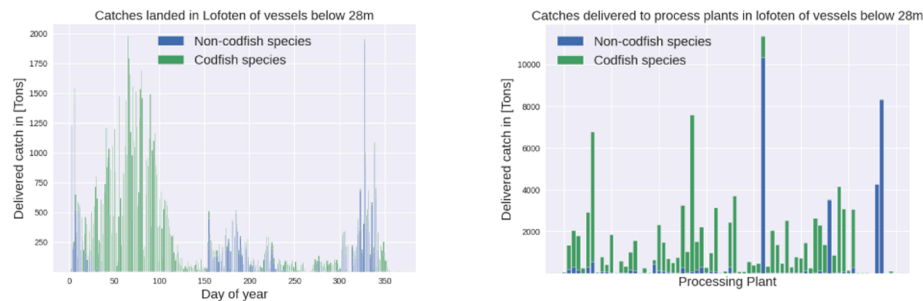 Catches landed in Lofoten of vessels below 28m
Delivered catch in [Tons]
2000
1750
1500
1250
1000
750
500
250
Non-codfish species
Codfish species
0
50
100
150
200
250
300
350
Day of year
Catches delivered to process plants in lofoten of vessels below 28m
Delivered catch in [Tons]
10000
8000
6000
4000
2000
Non-codfish species
Codfish species
Processing Plant